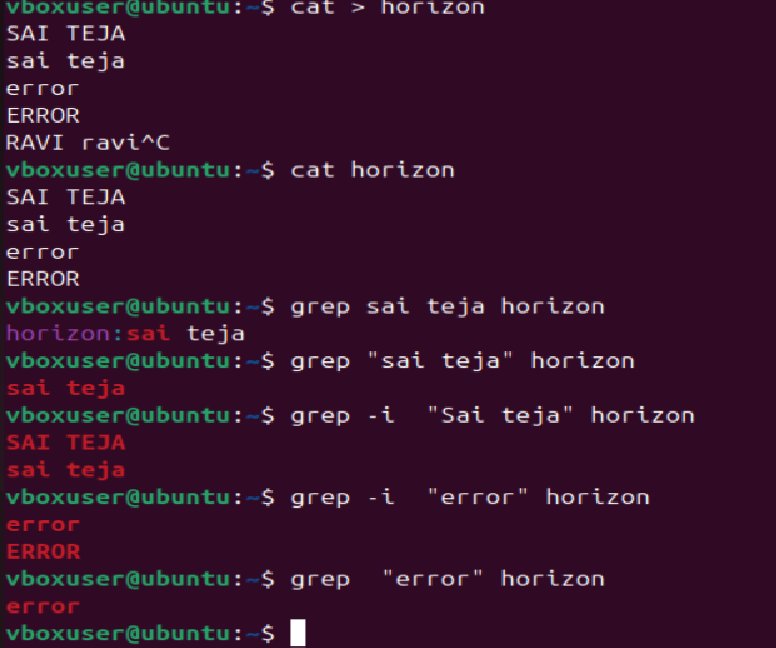 vboxuser@ubuntu:~$ cat > horizon
SAI TEJA
sai teja
error
ERROR
RAVI ravi^C
vboxuser@ubuntu:~$ cat horizon
SAI TEJA
sai teja
error
ERROR
vboxuser@ubuntu:~$ grep sai teja horizon
horizon:sai teja
vboxuser@ubuntu:~$ grep "sai teja" horizon
sai teja
vboxuser@ubuntu:~$ grep -i  "Sai teja" horizon
SAI TEJA
sai teja
vboxuser@ubuntu:~$ grep -i  "error" horizon
error
ERROR
vboxuser@ubuntu:~$ grep  "error" horizon
error
vboxuser@ubuntu:~$